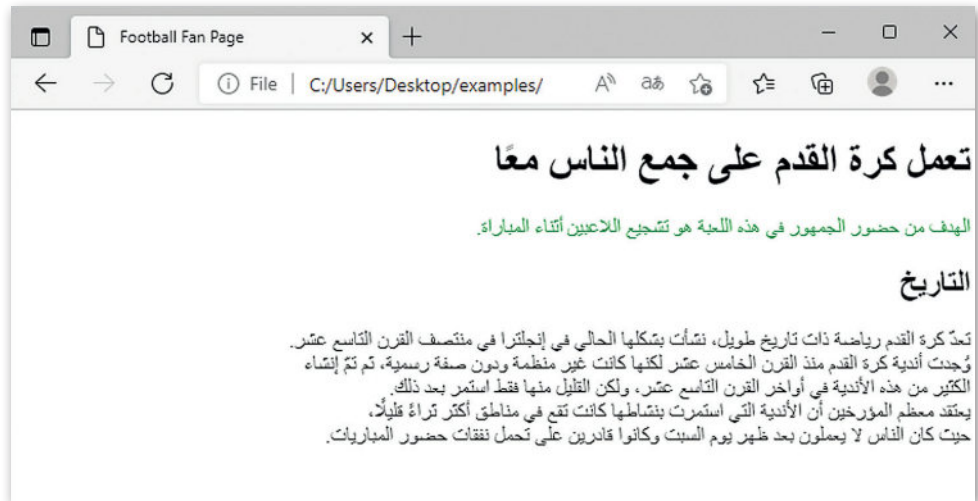 Football Fan Page
File | C:/Users/Desktop/examples/
تعمل كرة القدم على جمع الناس معًا
الهدف من حضور الجمهور في هذه اللعبة هو تشجيع اللاعبين أثناء المباراة.
التاريخ
تعدّ كرة القدم رياضة ذات تاريخ طويل، نشأت بشكلها الحالي في إنجلترا في منتصف القرن التاسع عشر.
وُجدت أندية كرة القدم منذ القرن الخامس عشر لكنها كانت غير منظمة ودون صفة رسمية، ثم تمّ إنشاء
الكثير من هذه الأندية في أواخر القرن التاسع عشر، ولكن القليل منها فقط استمر بعد ذلك.
يعتقد معظم المؤرخين أن الأندية التي استمرت بنشاطها كانت تقع في مناطق أكثر ثراءً قليلًا،
حيث كان الناس لا يعملون بعد ظهر يوم السبت وكانوا قادرين على تحمل نفقات حضور المباريات.